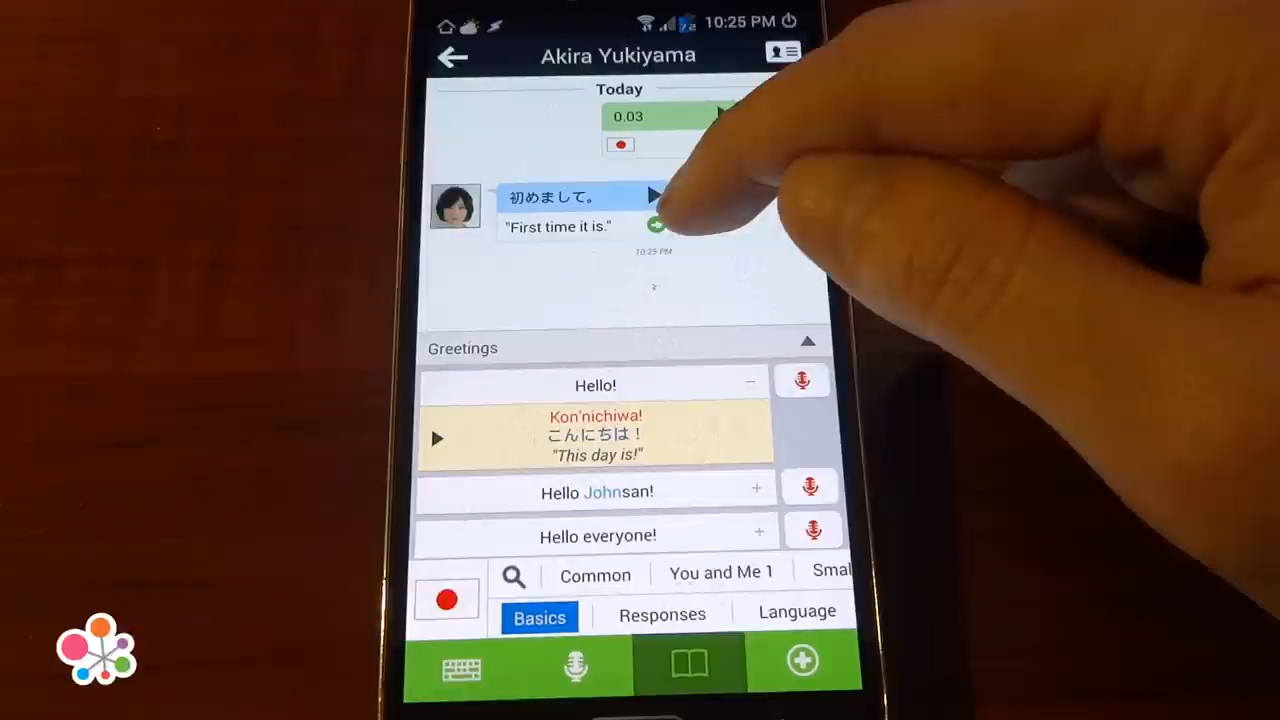 10:25 PM
Akira Yukiyama
Today
0.03
初めまして。
"First time it is."
10:25 PM
Greetings
Hello!
Kon'nichiwa!
こんにちは！
"This day is!"
Hello Johnsan!
Hello everyone!
Common You and Me 1 Smal
Basics Responses Language